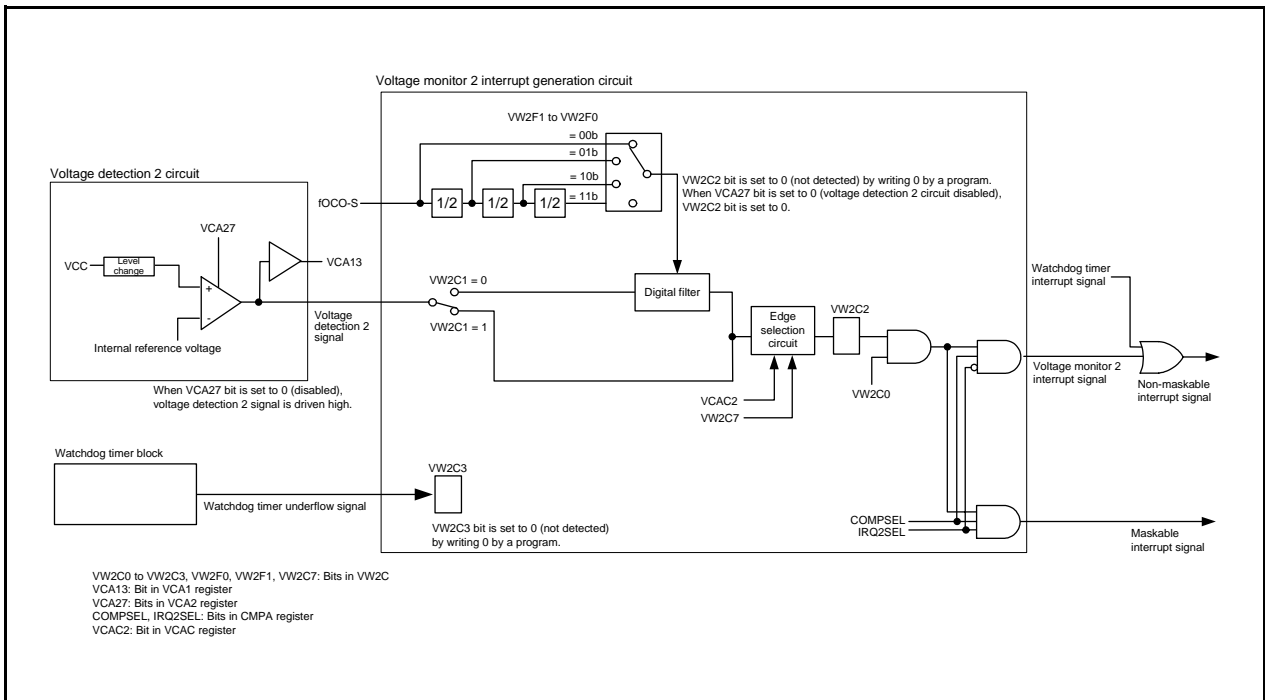 Voltage monitor 2 interrupt generation circuit
VW2F1 to VW2F0
= 00b
= 01b
= 10b
= 11b
fOCO-S
1/2
1/2
1/2
VW2C2 bit is set to 0 (not detected) by writing 0 by a program.
When VCA27 bit is set to 0 (voltage detection 2 circuit disabled),
VW2C2 bit is set to 0.
Voltage detection 2 circuit
VCA27
VCC
Level
change
+
-
VCA13
Internal reference voltage
Voltage
detection 2
signal
When VCA27 bit is set to 0 (disabled),
voltage detection 2 signal is driven high.
VW2C1 = 0
VW2C1 = 1
Digital filter
Edge
selection
circuit
VCAC2
VW2C7
VW2C2
VW2C0
Watchdog timer
interrupt signal
Voltage monitor 2
interrupt signal
Non-maskable
interrupt signal
Watchdog timer block
Watchdog timer underflow signal
VW2C3
VW2C3 bit is set to 0 (not detected)
by writing 0 by a program.
COMPSEL
IRQ2SEL
Maskable
interrupt signal
VW2C0 to VW2C3, VW2F0, VW2F1, VW2C7: Bits in VW2C
VCA13: Bit in VCA1 register
VCA27: Bits in VCA2 register
COMPSEL, IRQ2SEL: Bits in CMPA register
VCAC2: Bit in VCAC register